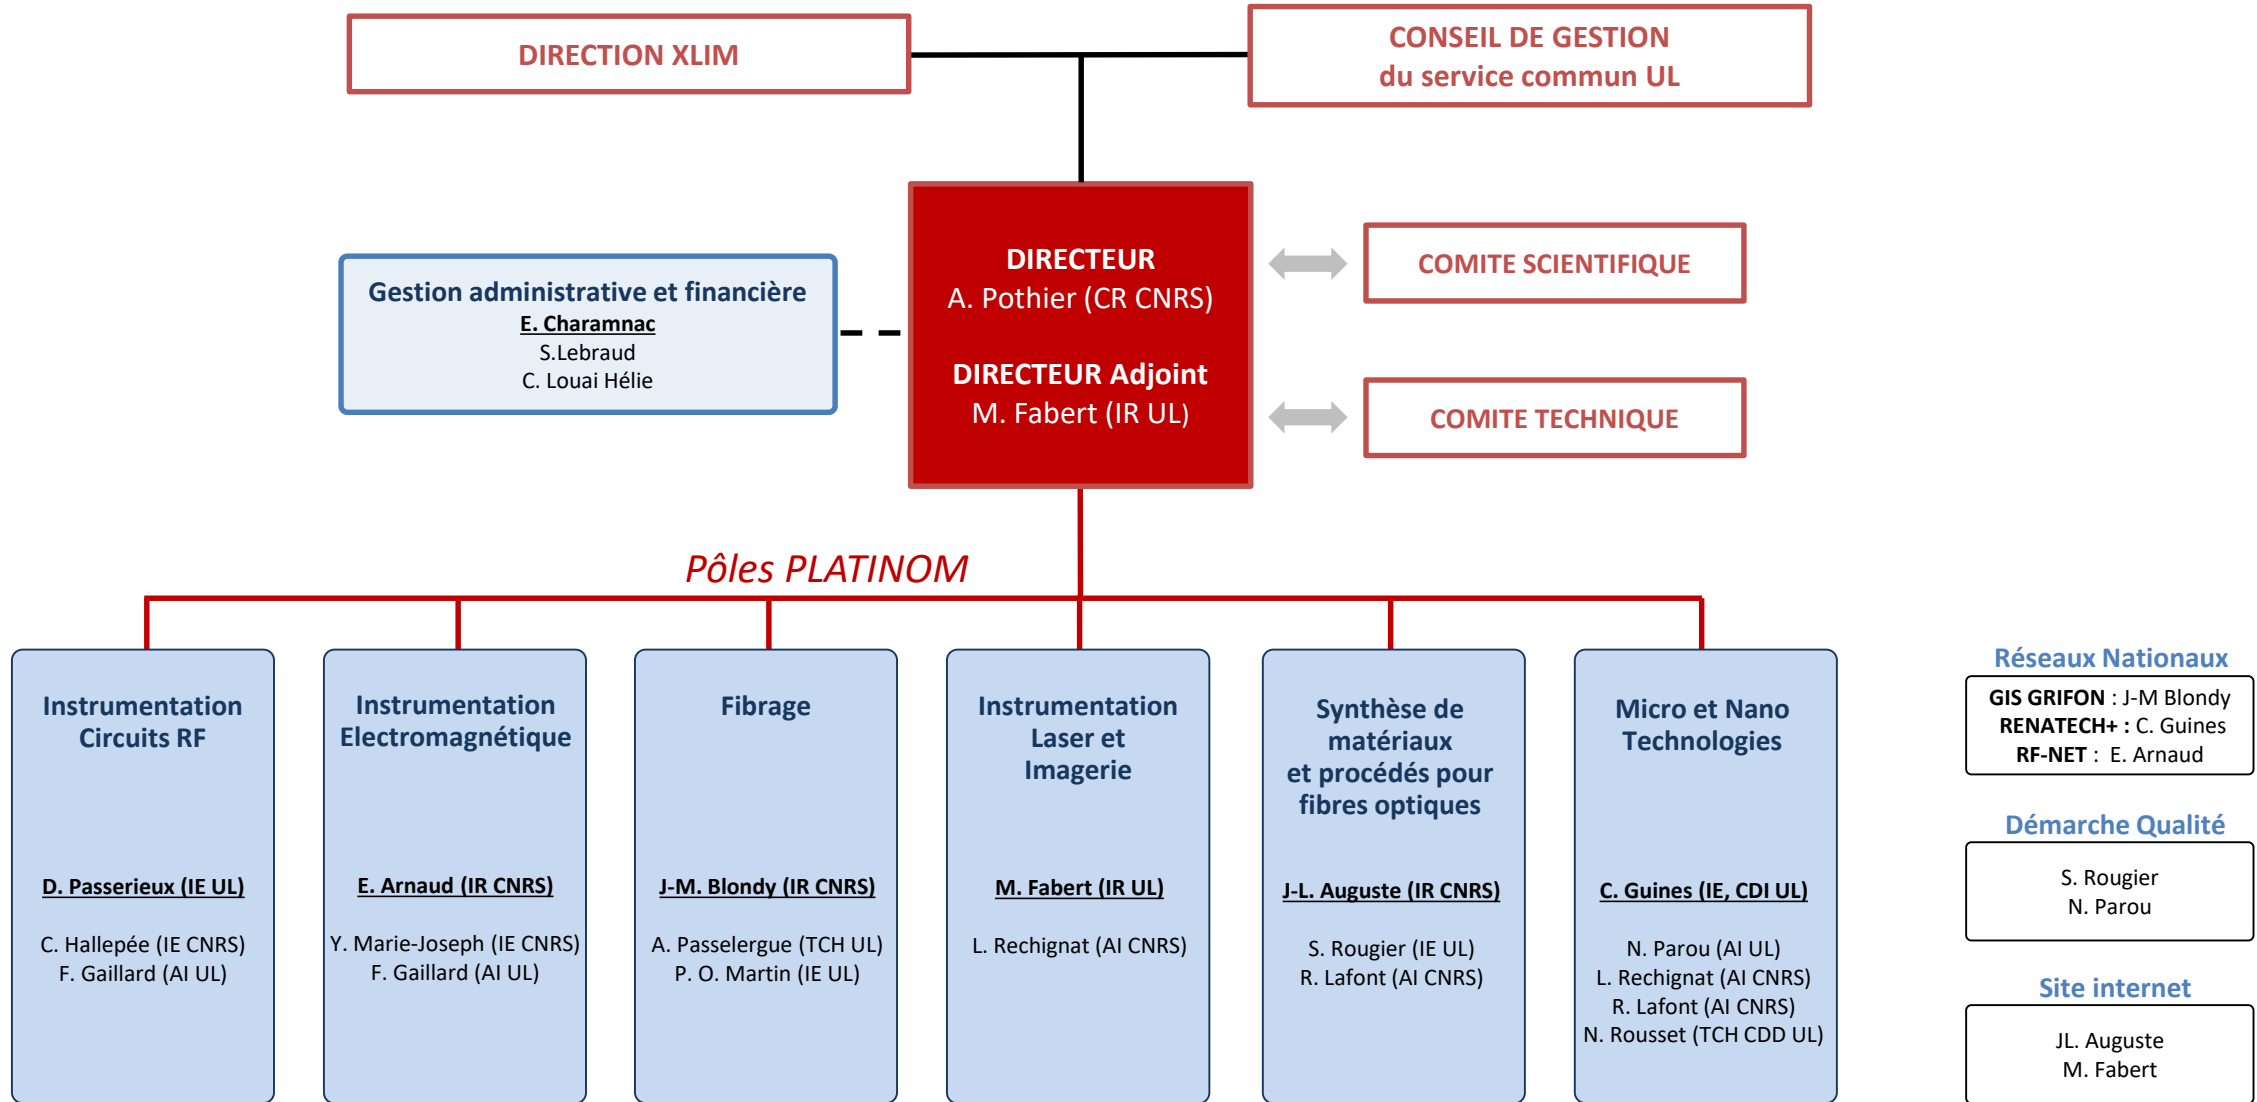 DIRECTION XLIM
CONSEIL DE GESTION
du service commun UL
Gestion administrative et financière
E. Charamnac
S.Lebraud
C. Louai Hélie
DIRECTEUR
A. Pothier (CR CNRS)
DIRECTEUR Adjoint
M. Fabert (IR UL)
COMITE SCIENTIFIQUE
COMITE TECHNIQUE
Pôles PLATINOM
Instrumentation
Circuits RF
D. Passerieux (IE UL)
C. Hallepée (IE CNRS)
F. Gaillard (AI UL)
Instrumentation
Electromagnétique
E. Arnaud (IR CNRS)
Y. Marie-Joseph (IE CNRS)
F. Gaillard (AI UL)
Fibrage
J-M. Blondy (IR CNRS)
A. Passelergue (TCH UL)
P. O. Martin (IE UL)
Instrumentation
Laser et
Imagerie
M. Fabert (IR UL)
L. Rechignat (AI CNRS)
Synthèse de
matériaux
et procédés pour
fibres optiques
J-L. Auguste (IR CNRS)
S. Rougier (IE UL)
R. Lafont (AI CNRS)
Micro et Nano
Technologies
C. Guines (IE, CDI UL)
N. Parou (AI UL)
L. Rechignat (AI CNRS)
R. Lafont (AI CNRS)
N. Rousset (TCH CDD UL)
Réseaux Nationaux
GIS GRIFON : J-M Blondy
RENATECH+ : C. Guines
RF-NET : E. Arnaud
Démarche Qualité
S. Rougier
N. Parou
Site internet
JL. Auguste
M. Fabert